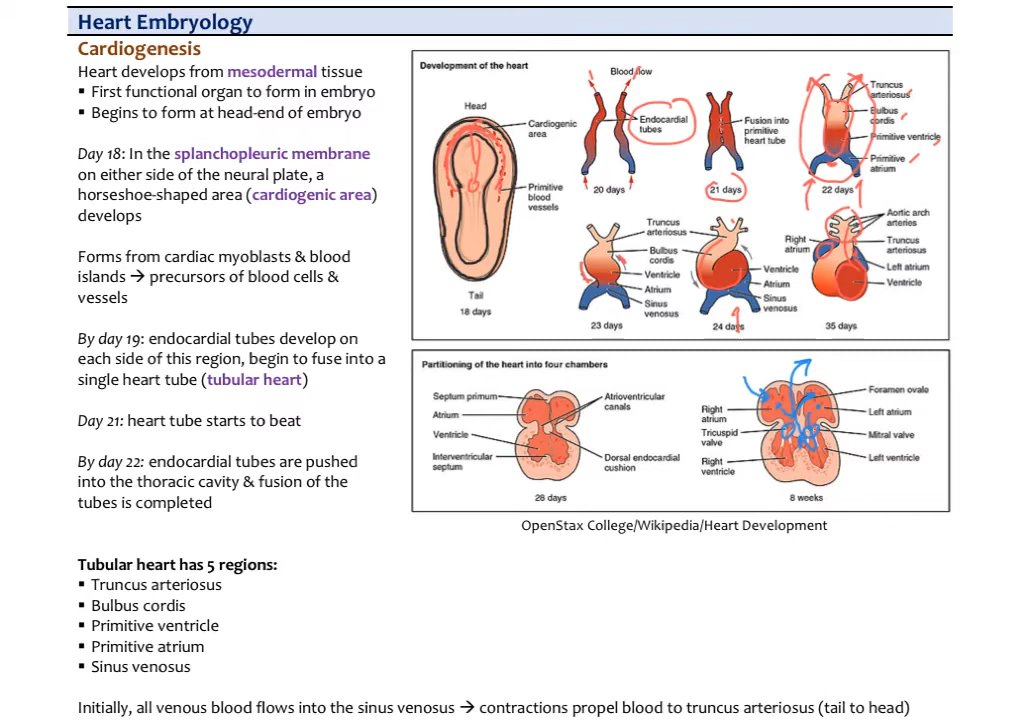 Heart Embryology
Cardiogenesis
Heart develops from mesodermal tissue
▪ First functional organ to form in embryo
▪ Begins to form at head-end of embryo
Day 18: In the splanchopleuric membrane
on either side of the neural plate, a
horseshoe-shaped area (cardiogenic area)
develops
Forms from cardiac myoblasts & blood
islands → precursors of blood cells &
vessels
By day 19: endocardial tubes develop on
each side of this region, begin to fuse into a
single heart tube (tubular heart)
Day 21: heart tube starts to beat
By day 22: endocardial tubes are pushed
into the thoracic cavity & fusion of the
tubes is completed
Development of the heart
Head
Cardiogenic
area
Primitive
blood
vessels
Tail
18 days
Blood flow
Endocardial
tubes
20 days
Fusion into
primitive
heart tube
21 days
Truncus
arteriosus
Bulbus
cordis
Primitive ventricle
Primitive
atrium
22 days
Truncus
arteriosus
Bulbus
cordis
Ventricle
Atrium
Sinus
venosus
23 days
Ventricle
Atrium
Sinus
venosus
24 days
Aortic arch
arteries
Right
atrium
Truncus
arteriosus
Left atrium
Ventricle
35 days
Partitioning of the heart into four chambers
Septum primum
Atrium
Ventricle
Interventricular
septum
Atrioventricular
canals
Dorsal endocardial
cushion
28 days
Right
atrium
Tricuspid
valve
Right
ventricle
Foramen ovale
Left atrium
Mitral valve
Left ventricle
8 weeks
OpenStax College/Wikipedia/Heart Development
Tubular heart has 5 regions:
▪ Truncus arteriosus
▪ Bulbus cordis
▪ Primitive ventricle
▪ Primitive atrium
▪ Sinus venosus
Initially, all venous blood flows into the sinus venosus → contractions propel blood to truncus arteriosus (tail to head)